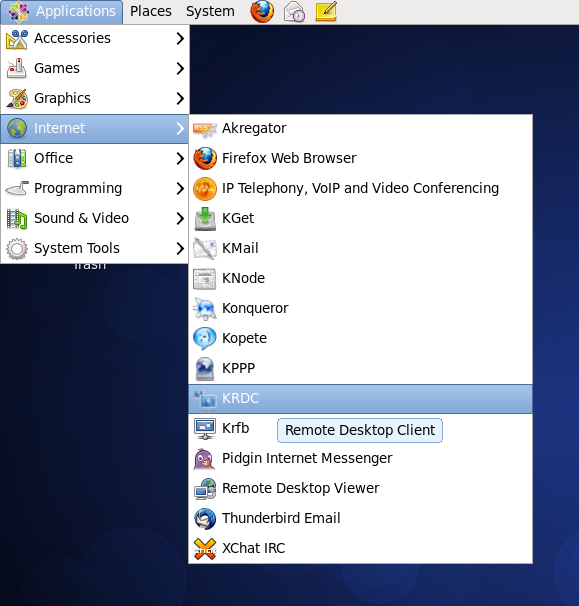 Applications Places System
Accessories
Games
Graphics
Internet
Office
Programming
Sound & Video
System Tools
Trash
Akregator
Firefox Web Browser
IP Telephony, VoIP and Video Conferencing
KGet
KMail
KNode
Konqueror
Kopete
KPPP
KRDC
Krfb
Remote Desktop Client
Pidgin Internet Messenger
Remote Desktop Viewer
Thunderbird Email
XChat IRC